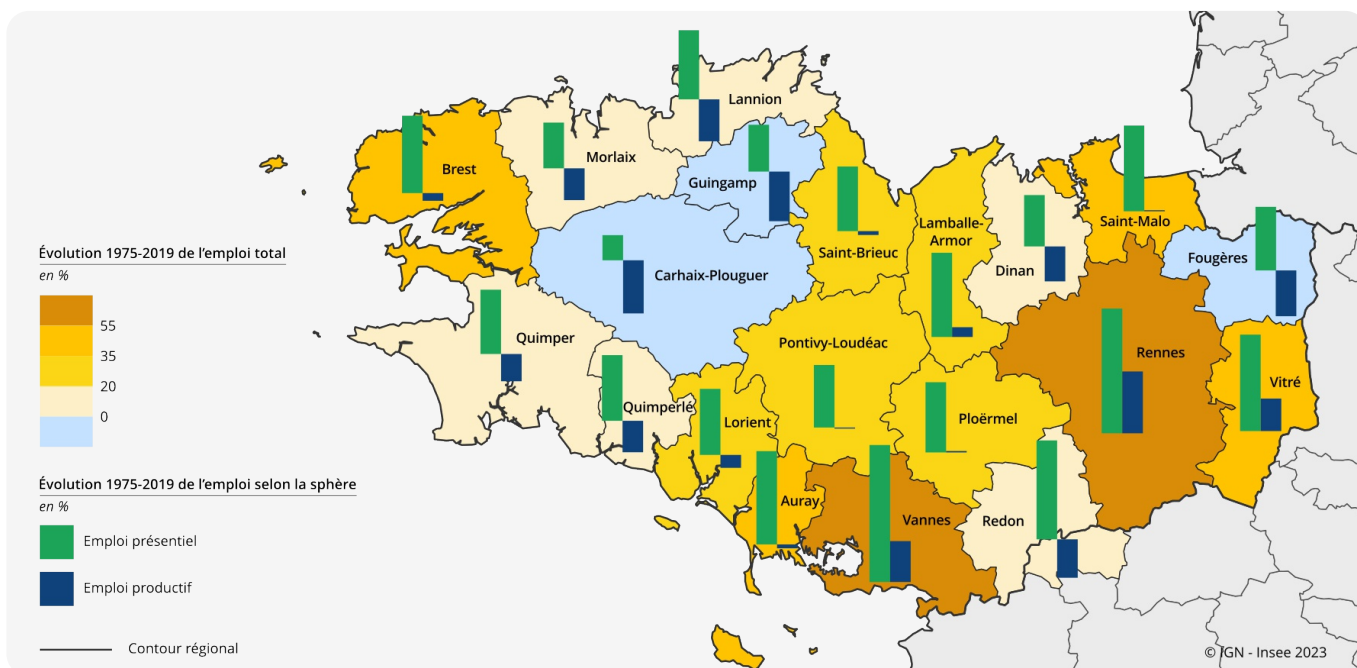 Lannion
Morlaix
Brest
Guingamp
Lamballe-
Armor
Saint-Malo
Saint-Brieuc
Fougères
Dinan
Carhaix-Plouguer
Évolution 1975-2019 de l’emploi total
en %
55
35
20
0
Quimper
Pontivy-Loudéac
Rennes
Vitré
Quimperlé
Lorient
Ploërmel
Auray
Vannes
Redon
Évolution 1975-2019 de l’emploi selon la sphère
en %
Emploi présentiel
Emploi productif
Contour régional
© IGN - Insee 2023